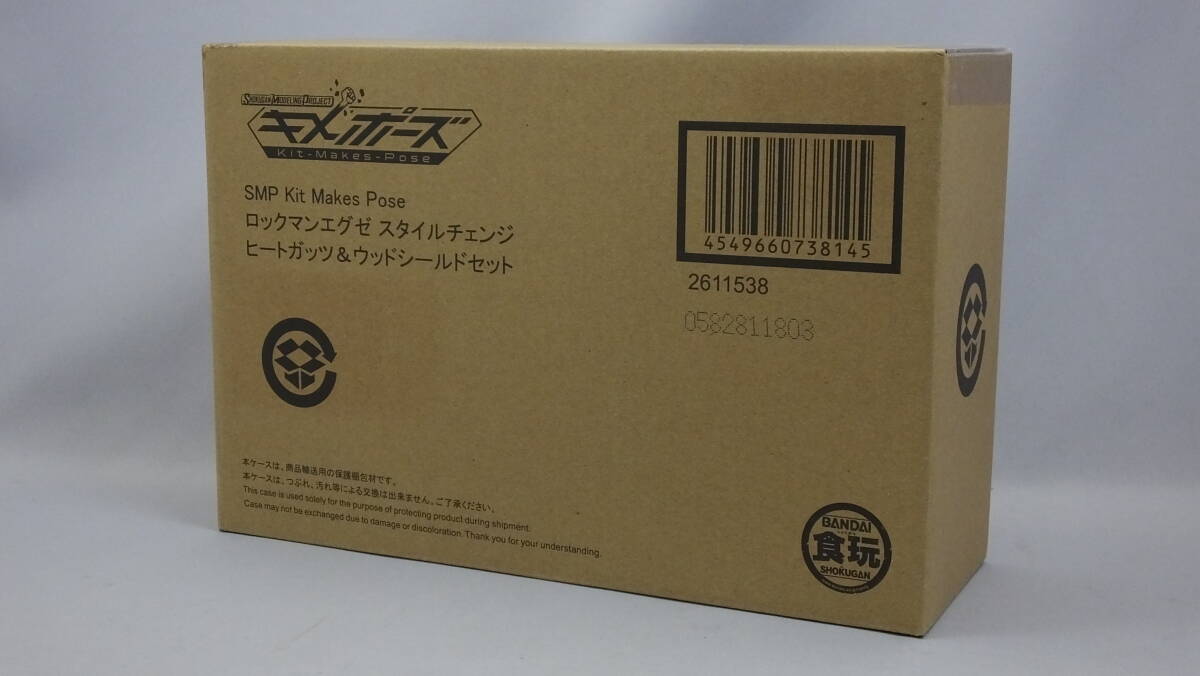 SHOKUGAN MODELING PROJECT
キメポーズ
Kit-Makes-Pose
SMP Kit Makes Pose
ロックマンエグゼ スタイルチェンジ
ヒートガッツ&ウッドシールドセット
4549660738145
2611538
0582811803
本ケースは、商品輸送用の保護梱包材です。
本ケースは、つぶれ、汚れ等による交換は出来ません。ご了承ください。
This case is used solely for the purpose of protecting product during shipment.
Case may not be exchanged due to damage or discoloration. Thank you for your understanding.
BANDAI
食玩
SHOKUGAN